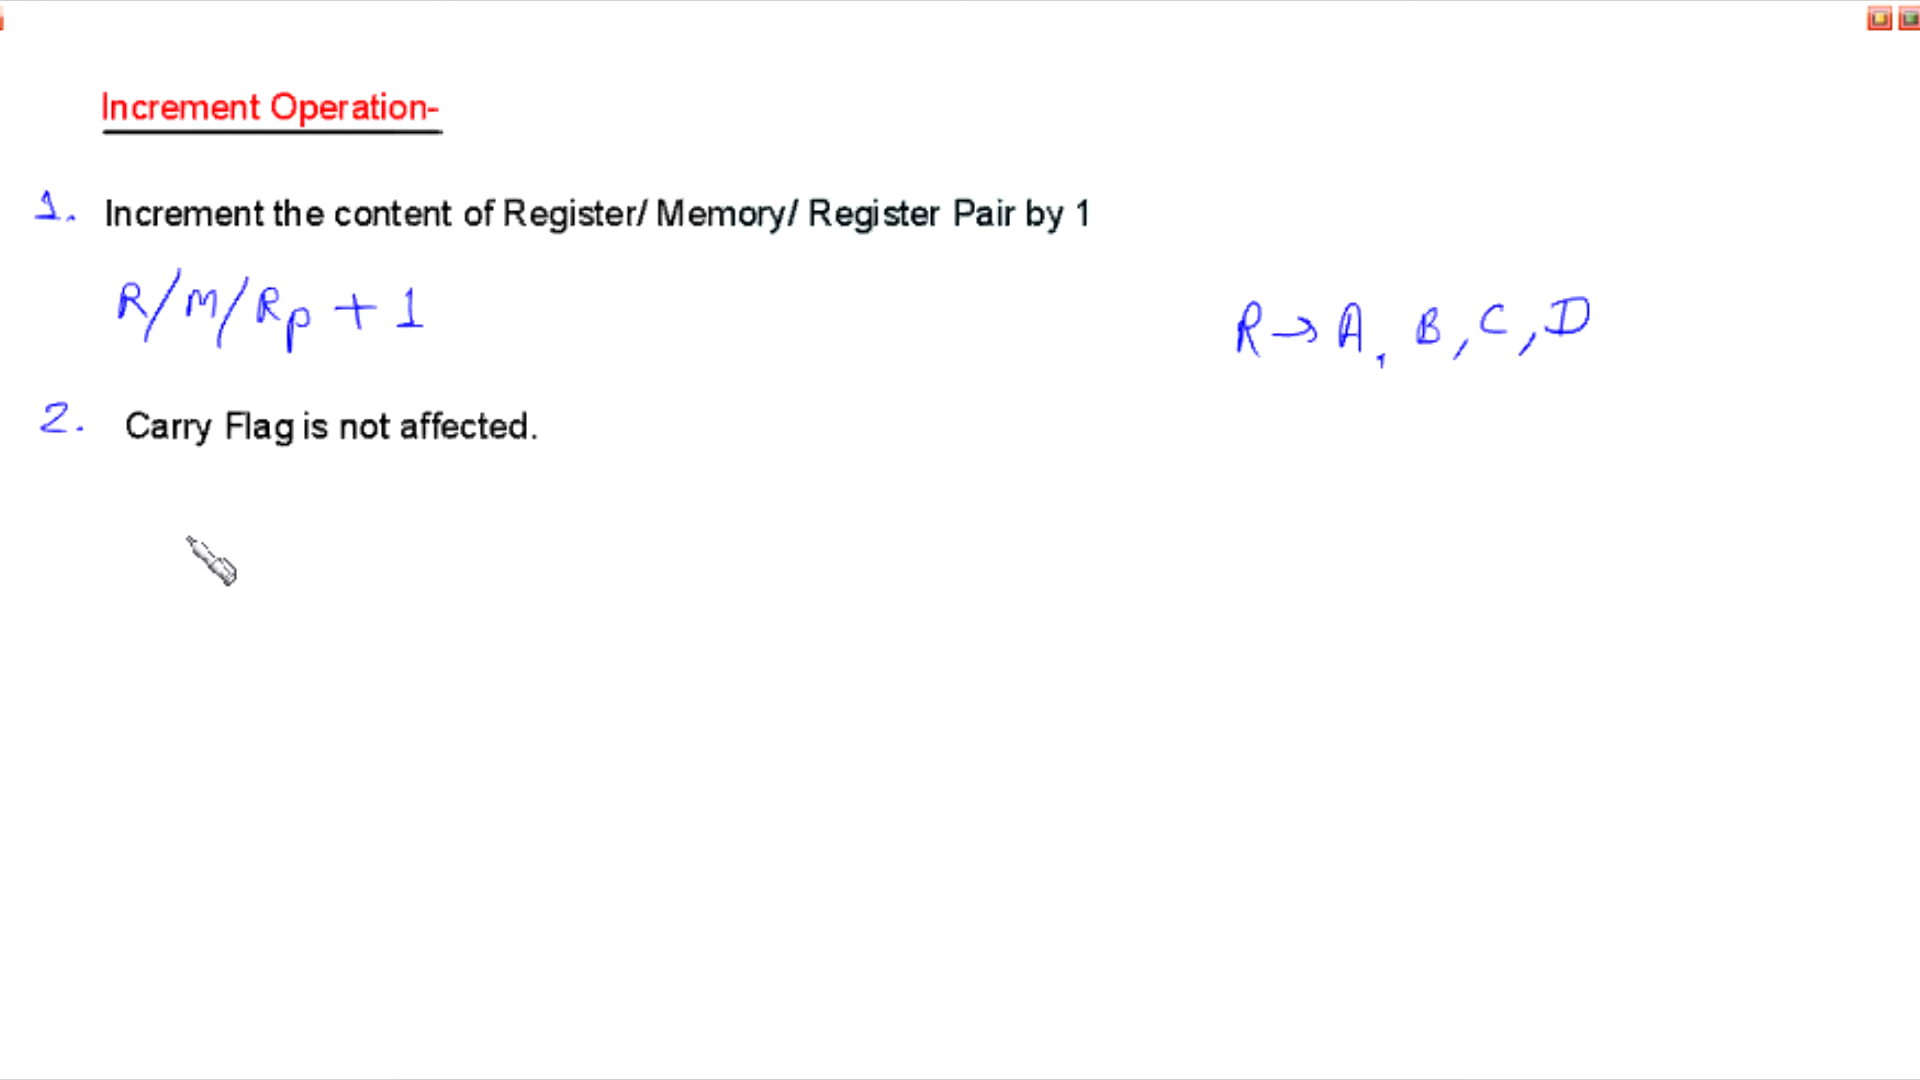 Increment Operation-
1. Increment the content of Register/ Memory/ Register Pair by 1
R/M/Rp + 1
R→A, B, C, D
2. Carry Flag is not affected.